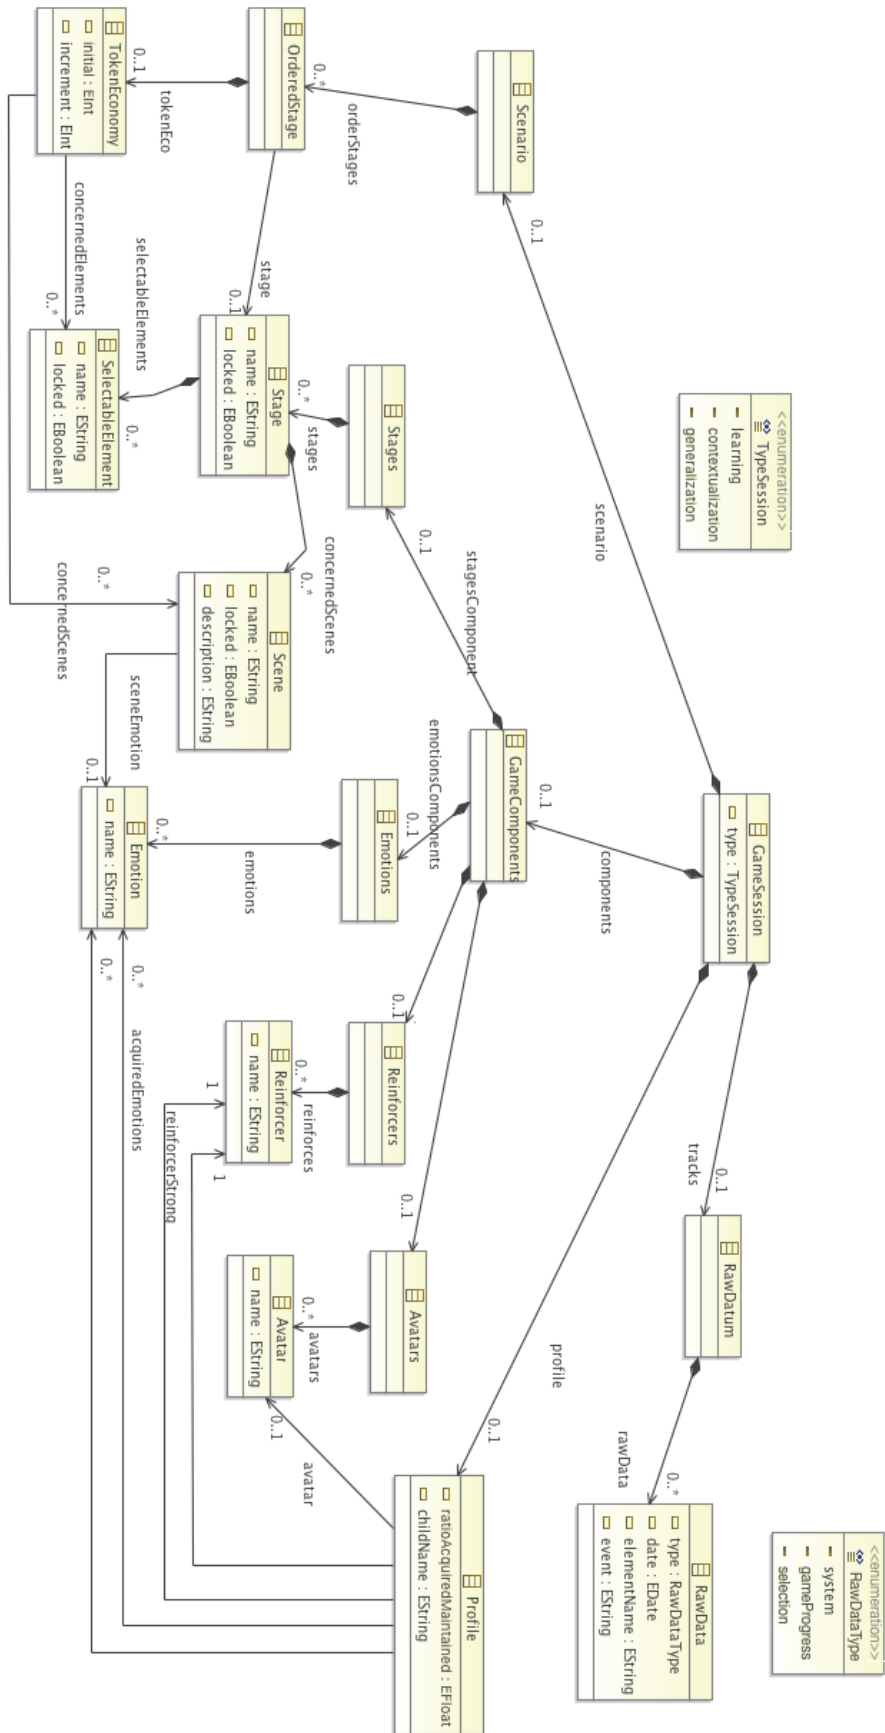 <<enumeration>>
TypeSession
learning
contextualization
generalization
<<enumeration>>
RawDataType
system
gameProgress
selection
GameSession
type : TypeSession
scenario
0..1
components
0..1
profile
0..1
tracks
0..1
RawDatum
rawData
0..*
RawData
type : RawDataType
date : EDate
elementName : EString
event : EString
Scenario
orderStages
0..*
OrderedStage
tokenEco
0..1
TokenEconomy
initial : EInt
increment : EInt
stage
0..1
concernedElements
0..*
concernedScenes
0..*
GameComponents
stagesComponent
0..1
Stages
stages
0..*
Stage
name : EString
locked : EBoolean
selectableElements
0..*
SelectableElement
name : EString
locked : EBoolean
concernedScenes
0..*
Scene
name : EString
locked : EBoolean
description : EString
sceneEmotion
0..1
emotionsComponents
0..1
Emotions
emotions
0..*
Emotion
name : EString
0..1
Reinforcers
reinforces
0..*
Reinforcer
name : EString
0..1
Avatars
avatars
0..*
Avatar
name : EString
avatar
0..1
Profile
ratioAcquiredMaintained : EFloat
childName : EString
1
reinforcerStrong
1
acquiredEmotions
0..*
0..*